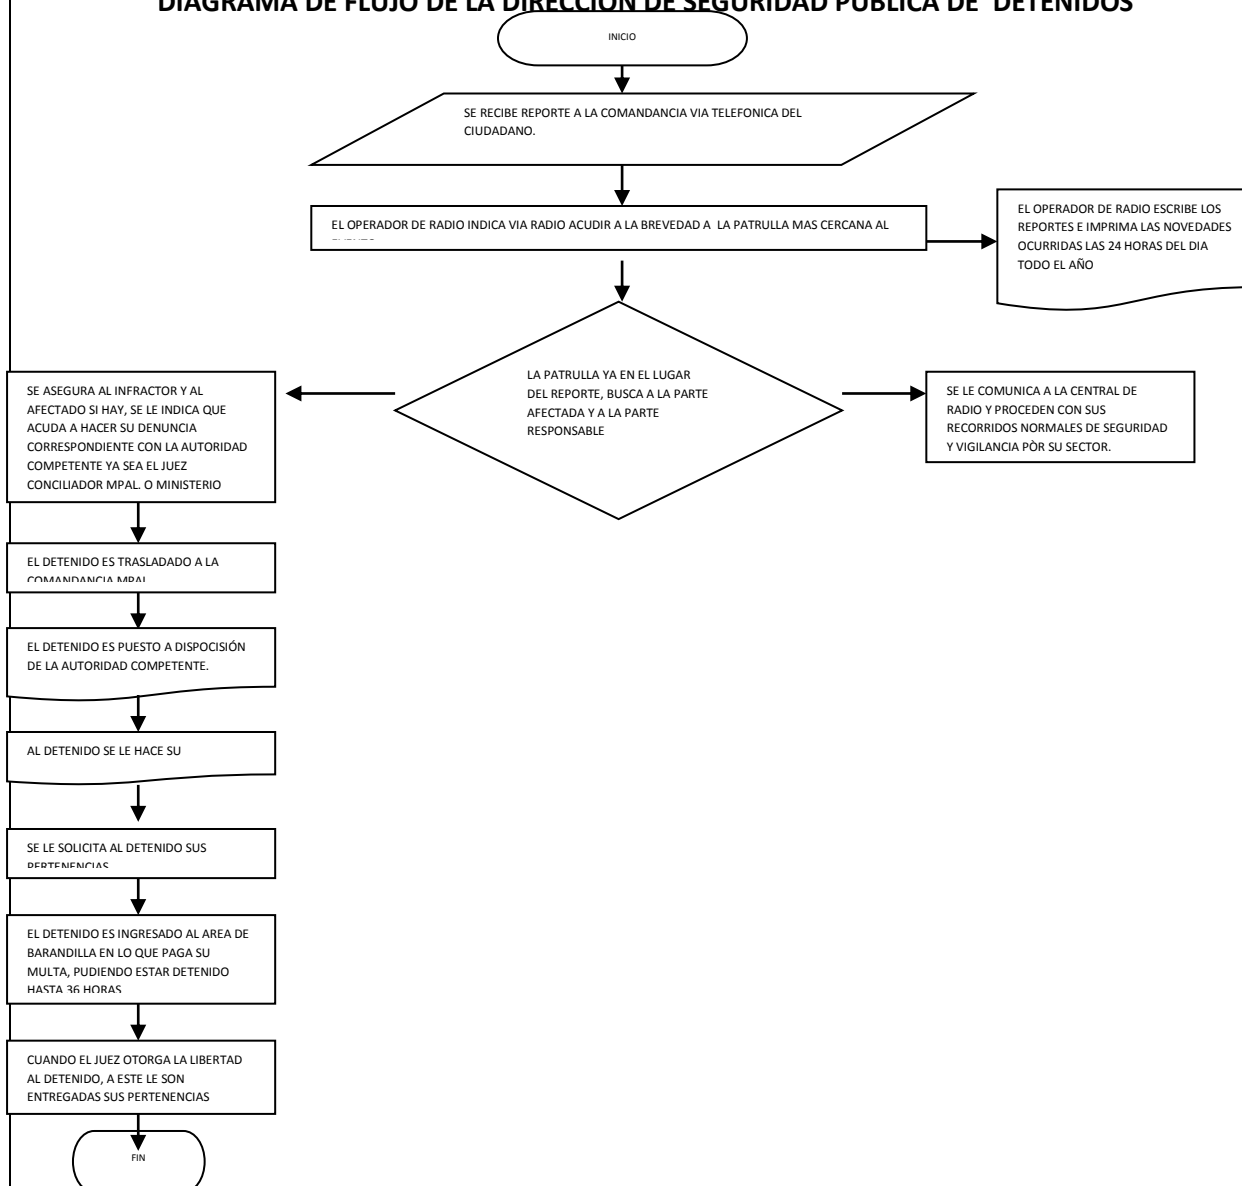 DIAGRAMA DE FLUJO DE LA DIRECCION DE SEGURIDAD PUBLICA DE DETENIDOS
INICIO
SE RECIBE REPORTE A LA COMANDANCIA VIA TELEFONICA DEL
CIUDADANO.
EL OPERADOR DE RADIO INDICA VIA RADIO ACUDIR A LA BREVEDAD A LA PATRULLA MAS CERCANA AL
EL OPERADOR DE RADIO ESCRIBE LOS
REPORTES E IMPRIMA LAS NOVEDADES
OCURRIDAS LAS 24 HORAS DEL DIA
TODO EL AÑO
LA PATRULLA YA EN EL LUGAR
DEL REPORTE, BUSCA A LA PARTE
AFECTADA Y A LA PARTE
RESPONSABLE
SE ASEGURA AL INFRACTOR Y AL
AFECTADO SI HAY, SE LE INDICA QUE
ACUDA A HACER SU DENUNCIA
CORRESPONDIENTE CON LA AUTORIDAD
COMPETENTE YA SEA EL JUEZ
CONCILIADOR MPAL. O MINISTERIO
SE LE COMUNICA A LA CENTRAL DE
RADIO Y PROCEDEN CON SUS
RECORRIDOS NORMALES DE SEGURIDAD
Y VIGILANCIA PÒR SU SECTOR.
EL DETENIDO ES TRASLADADO A LA
COMANDANCIA MPAL
EL DETENIDO ES PUESTO A DISPOCISIÓN
DE LA AUTORIDAD COMPETENTE.
AL DETENIDO SE LE HACE SU
SE LE SOLICITA AL DETENIDO SUS
PERTENENCIAS
EL DETENIDO ES INGRESADO AL AREA DE
BARANDILLA EN LO QUE PAGA SU
MULTA, PUDIENDO ESTAR DETENIDO
HASTA 36 HORAS
CUANDO EL JUEZ OTORGA LA LIBERTAD
AL DETENIDO, A ESTE LE SON
ENTREGADAS SUS PERTENENCIAS
FIN